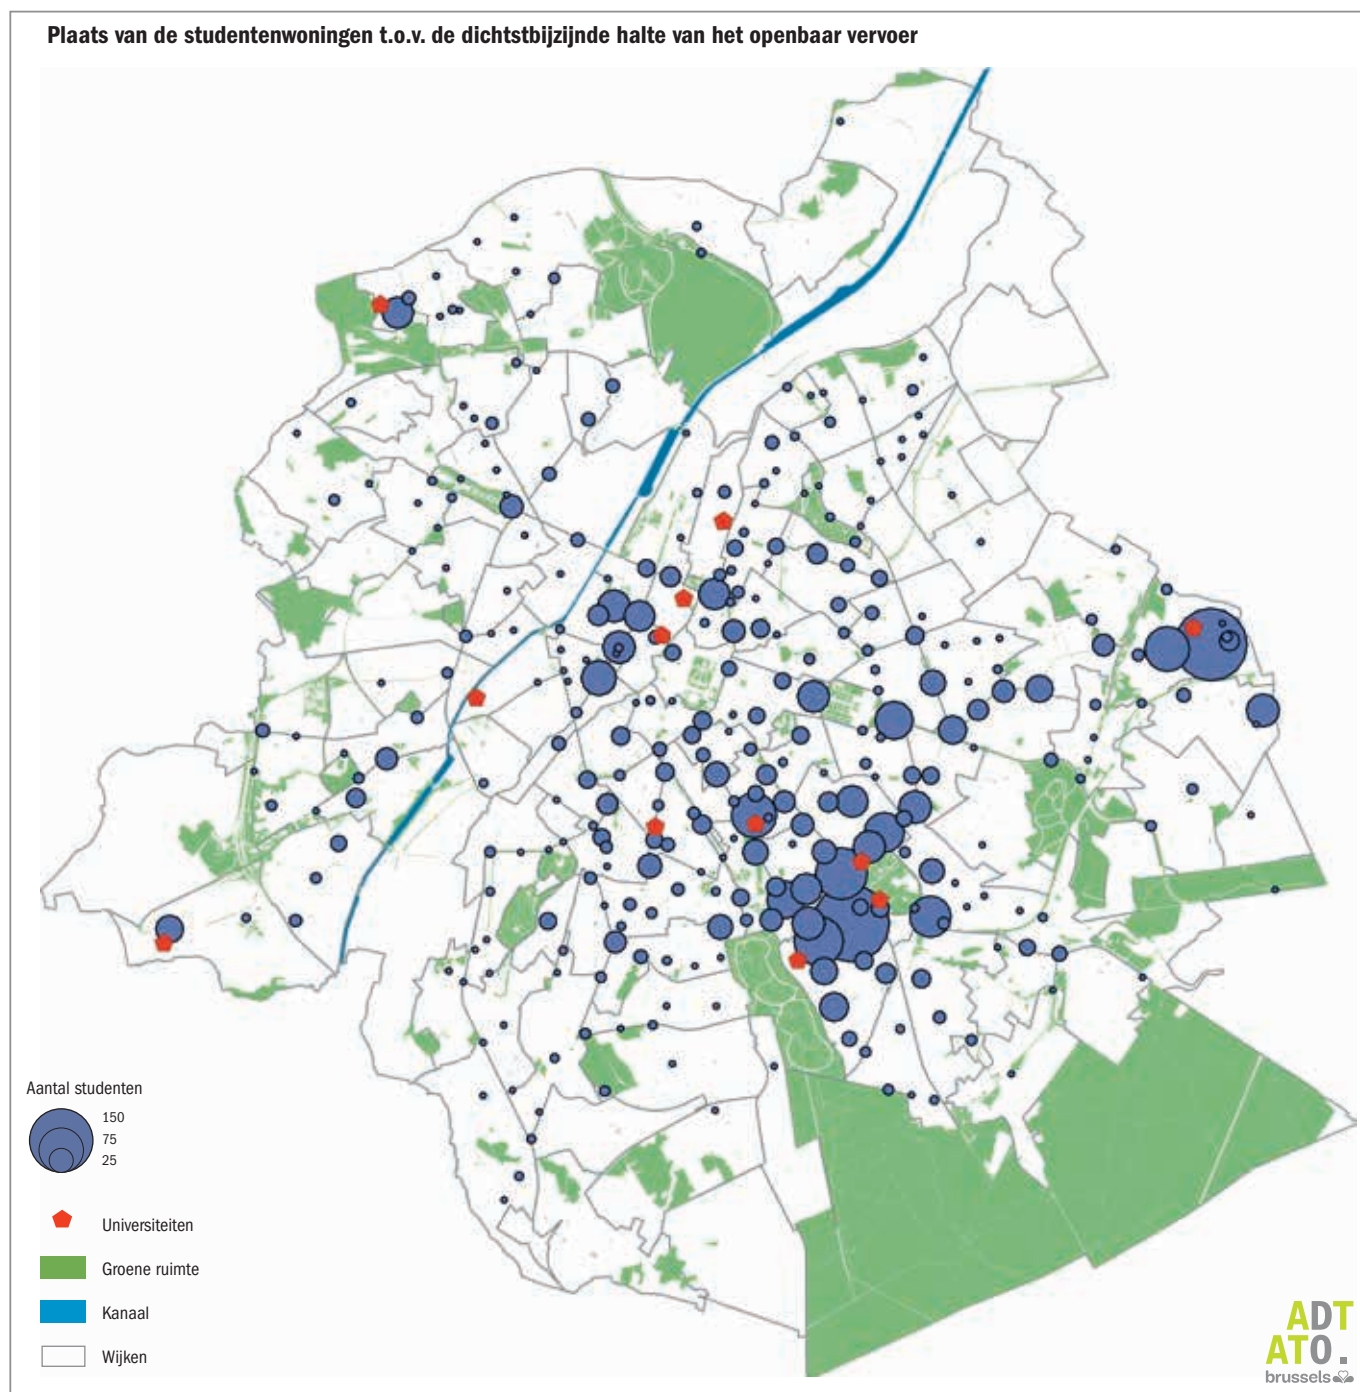 Plaats van de studentenwoningen t.o.v. de dichtstbijzijnde halte van het openbaar vervoer
Aantal studenten
150
75
25
Universiteiten
Groene ruimte
Kanaal
Wijken
ADT
ATO.
brussels